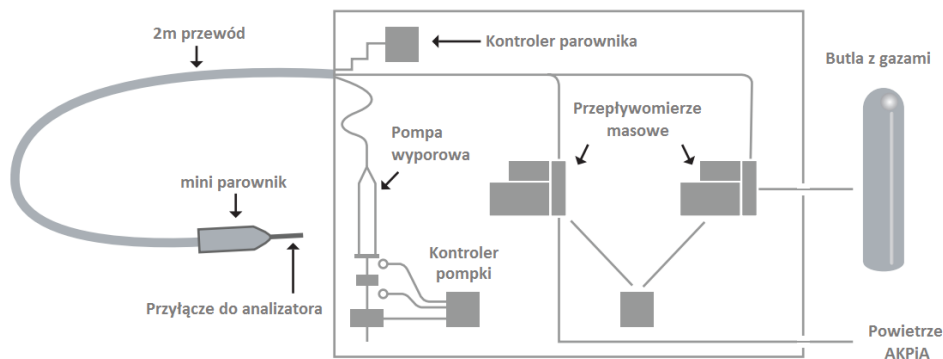 2m przewód
Kontroler parownika
Butla z gazami
Przepływomierze
masowe
Pompa
wyporowa
mini parownik
Kontroler
pompki
Przyłącze do analizatora
Powietrze
AKPiA